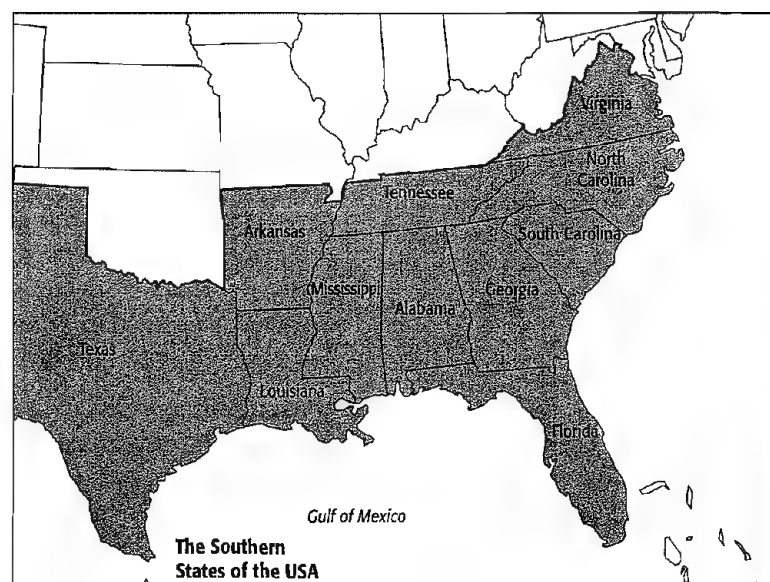 Virginia
North
Carolina
Tennessee
Arkansas
South Carolina
Mississippi
Georgia
Alabama
Texas
Louisiana
Florida
Gulf of Mexico
The Southern
States of the USA